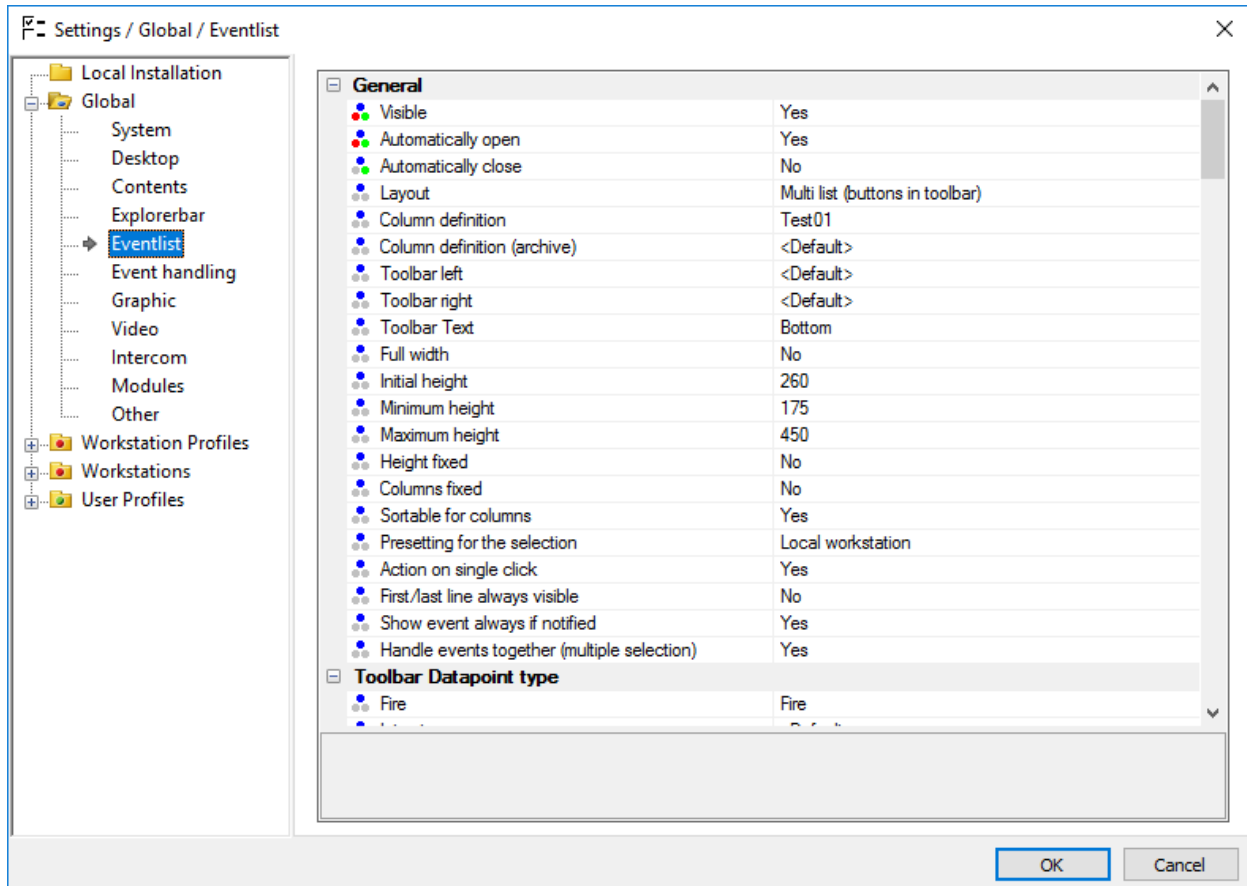 Settings / Global / Eventlist
Local Installation
Global
System
Desktop
Contents
Explorerbar
Eventlist
Event handling
Graphic
Video
Intercom
Modules
Other
Workstation Profiles
Workstations
User Profiles
General
Visible Yes
Automatically open Yes
Automatically close No
Layout Multi list (buttons in toolbar)
Column definition Test01
Column definition (archive) <Default>
Toolbar left <Default>
Toolbar right <Default>
Toolbar Text Bottom
Full width No
Initial height 260
Minimum height 175
Maximum height 450
Height fixed No
Columns fixed No
Sortable for columns Yes
Presetting for the selection Local workstation
Action on single click Yes
First/last line always visible No
Show event always if notified Yes
Handle events together (multiple selection) Yes
Toolbar Datapoint type
Fire Fire
OK Cancel